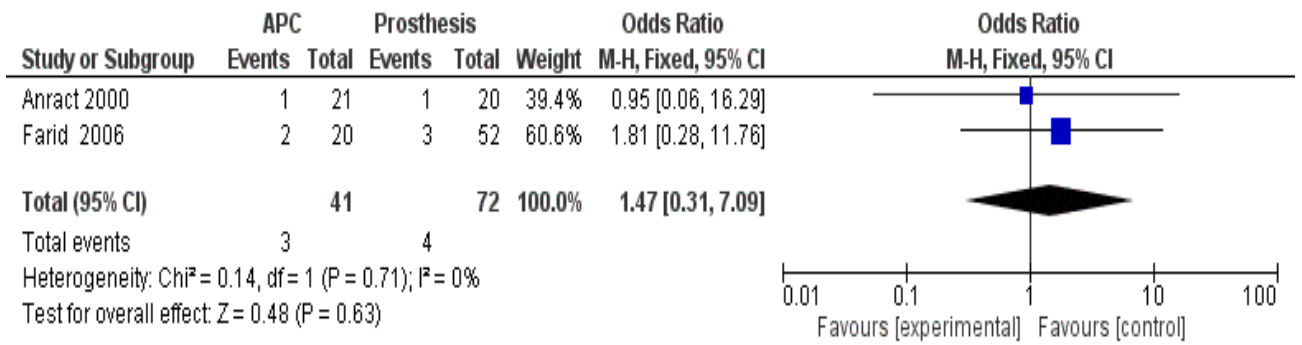 APC Prosthesis Odds Ratio Odds Ratio
Study or Subgroup Events Total Events Total Weight M-H, Fixed, 95% CI M-H, Fixed, 95% CI
Anract 2000 1 21 1 20 39.4% 0.95 [0.06, 16.29]
Farid 2006 2 20 3 52 60.6% 1.81 [0.28, 11.76]
Total (95% CI) 41 72 100.0% 1.47 [0.31, 7.09]
Total events 3 4
Heterogeneity: Chi² = 0.14, df = 1 (P = 0.71); I² = 0%
Test for overall effect: Z = 0.48 (P = 0.63)
0.01 0.1 1 10 100
Favours [experimental] Favours [control]